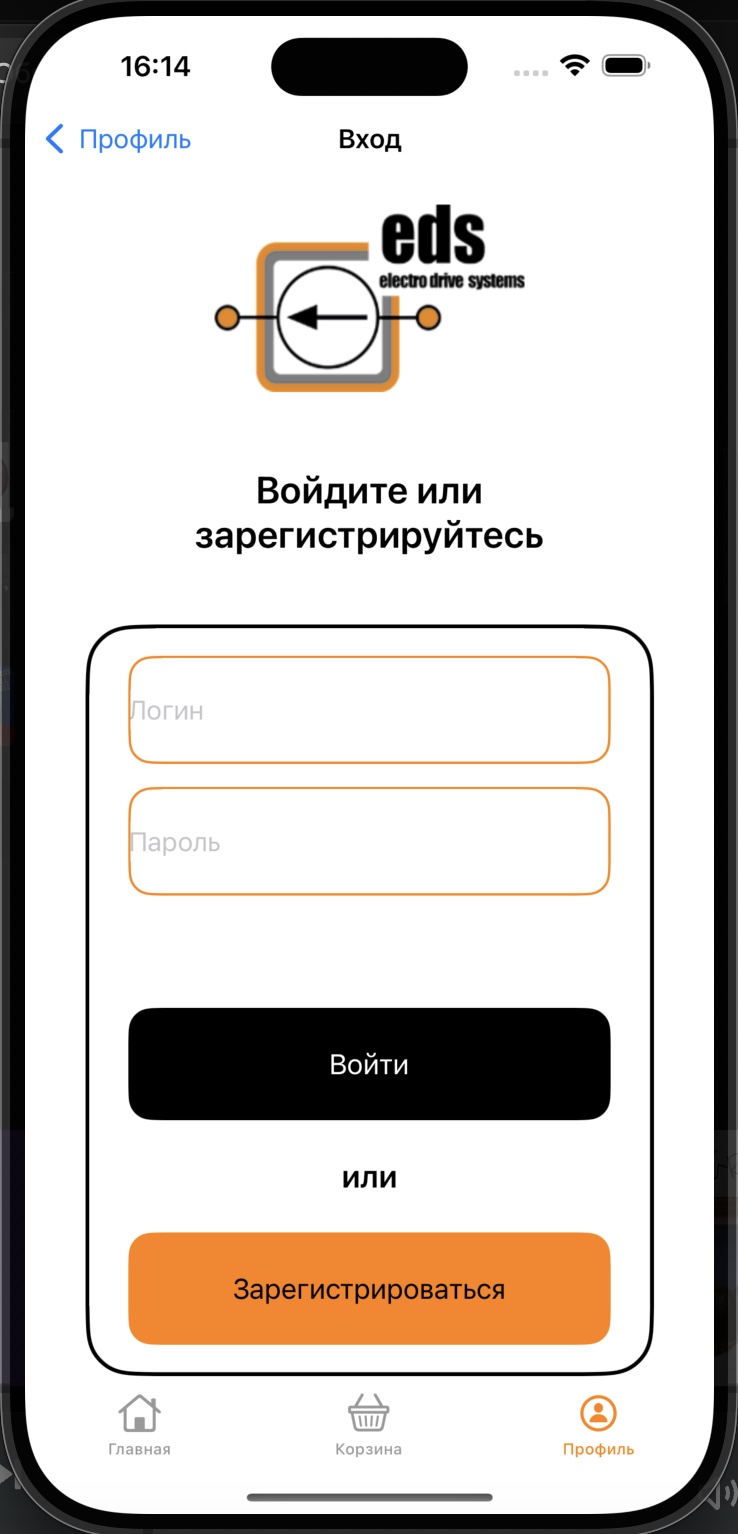 16:14
Профиль
Вход
eds
electro drive systems
Войдите или
зарегистрируйтесь
Логин
Пароль
Войти
или
Зарегистрироваться
Главная
Корзина
Профиль